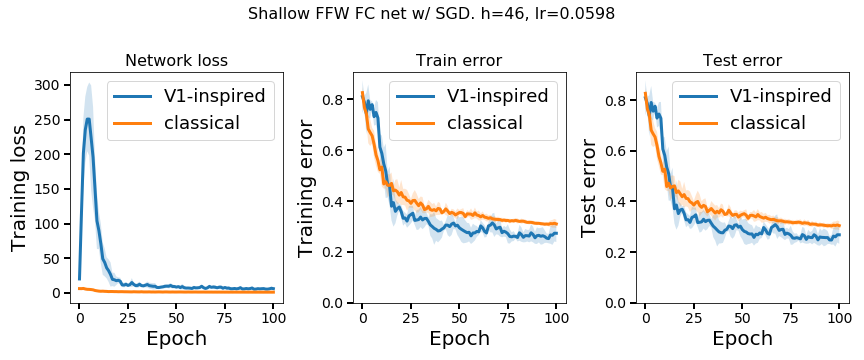 Shallow FFW FC net w/ SGD. h=46, lr=0.0598
Network loss
Training loss
300
250
200
150
100
50
0
V1-inspired
classical
0 25 50 75 100
Epoch
Train error
Training error
0.8
0.6
0.4
0.2
0.0
V1-inspired
classical
0 25 50 75 100
Epoch
Test error
Test error
0.8
0.6
0.4
0.2
0.0
V1-inspired
classical
0 25 50 75 100
Epoch